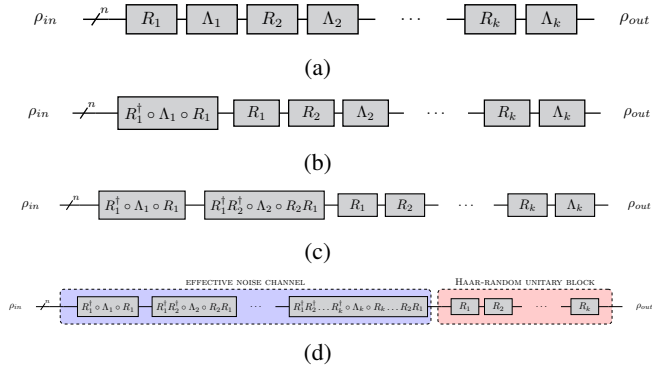 ρ_in n R_1 Λ_1 R_2 Λ_2 ··· R_k Λ_k ρ_out
(a)
ρ_in n R_1^† ∘ Λ_1 ∘ R_1 R_1 R_2 Λ_2 ··· R_k Λ_k ρ_out
(b)
ρ_in n R_1^† ∘ Λ_1 ∘ R_1 R_1^† R_2^† ∘ Λ_2 ∘ R_2 R_1 R_1 R_2 ··· R_k Λ_k ρ_out
(c)
EFFECTIVE NOISE CHANNEL HAAR-RANDOM UNITARY BLOCK
ρ_in n R_1^† ∘ Λ_1 ∘ R_1 R_1^† R_2^† ∘ Λ_2 ∘ R_2 R_1 ··· R_1^† R_2^† … R_k^† ∘ Λ_k ∘ R_k … R_2 R_1 R_1 R_2 ··· R_k ρ_out
(d)